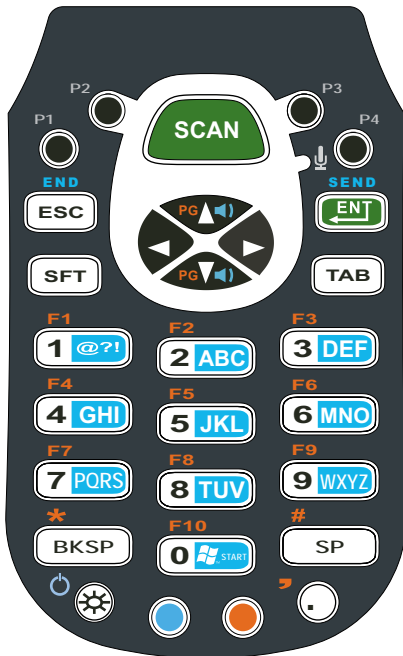 P2 P3
P1 P4
SCAN
END SEND
ESC ENT
PG
SFT TAB
PG
F1 F2 F3
1 @?! 2 ABC 3 DEF
F4 F5 F6
4 GHI 5 JKL 6 MNO
F7 F8 F9
7 PQRS 8 TUV 9 WXYZ
* F10 #
BKSP 0 START SP
, .